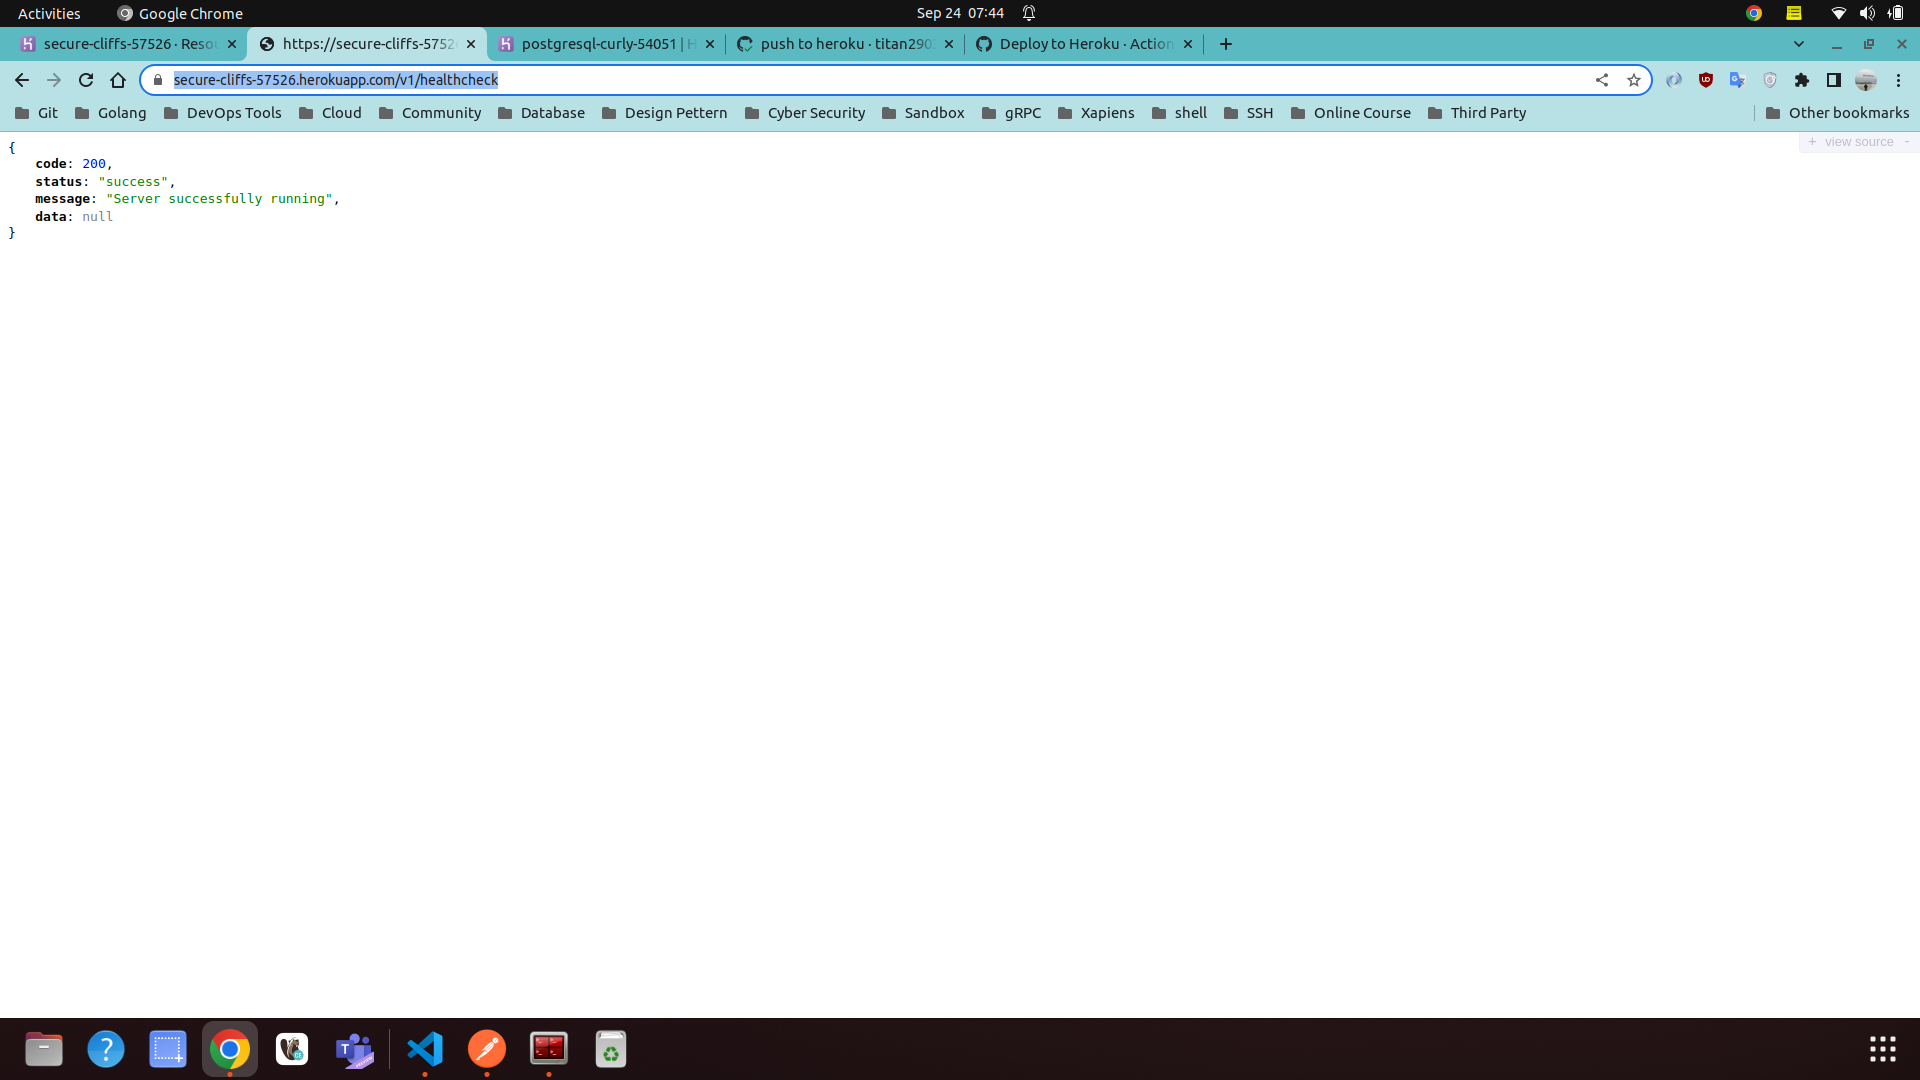 Activities
Google Chrome
Sep 24 07:44
secure-cliffs-57526 · Resou
https://secure-cliffs-5752
postgresql-curly-54051 | H
push to heroku · titan290
Deploy to Heroku · Action
secure-cliffs-57526.herokuapp.com/v1/healthcheck
Git
Golang
DevOps Tools
Cloud
Community
Database
Design Pettern
Cyber Security
Sandbox
gRPC
Xapiens
shell
SSH
Online Course
Third Party
Other bookmarks
+ view source -
{
code: 200,
status: "success",
message: "Server successfully running",
data: null
}